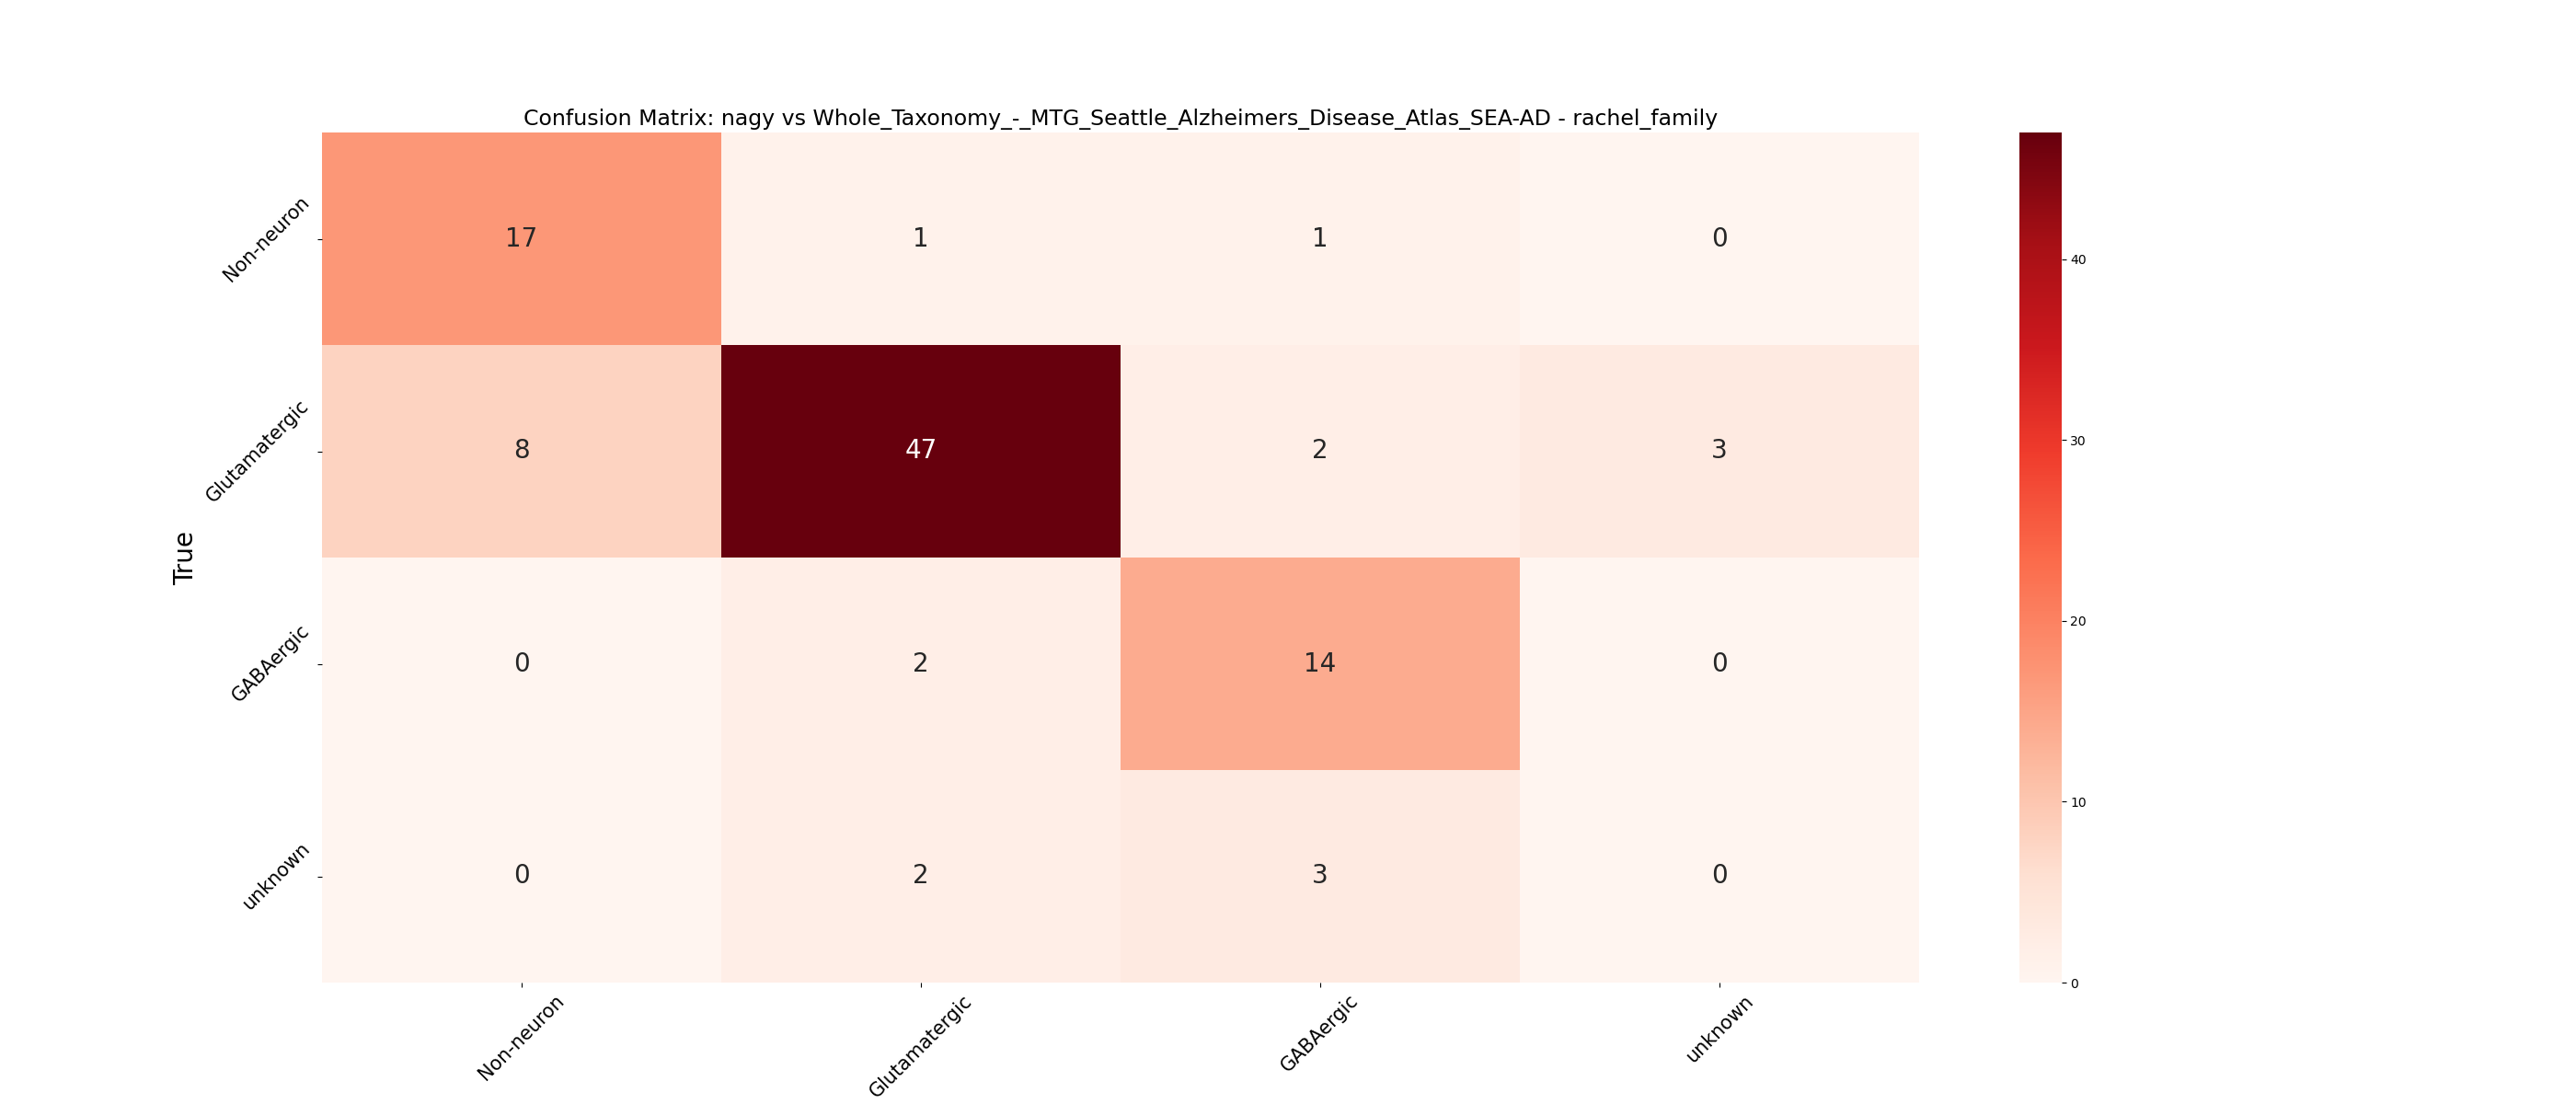 Confusion Matrix: nagy vs Whole_Taxonomy_-_MTG_Seattle_Alzheimers_Disease_Atlas_SEA-AD - rachel_family
Non-neuron 17 1 1 0
Glutamatergic 8 47 2 3
GABAergic 0 2 14 0
unknown 0 2 3 0
True
Non-neuron Glutamatergic GABAergic unknown
40
30
20
10
0